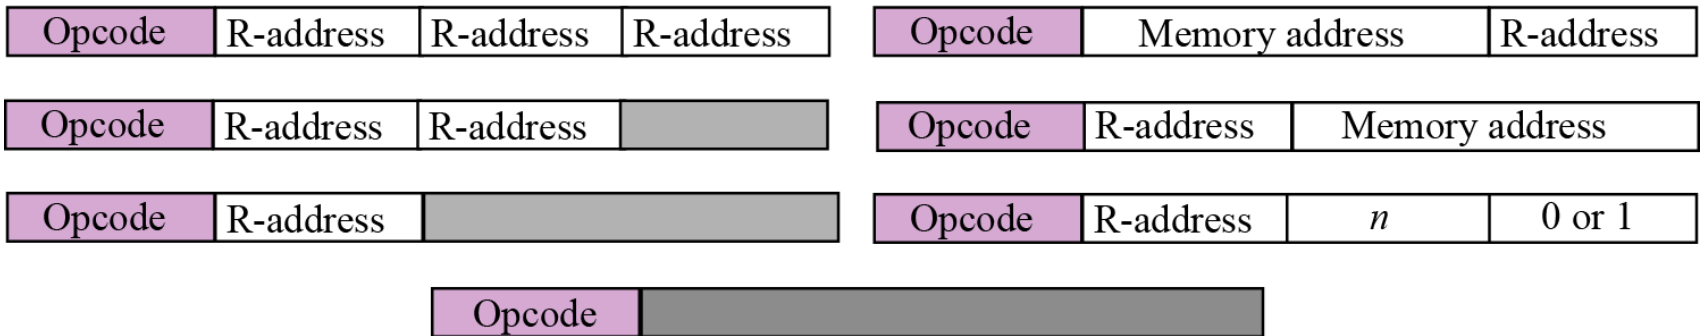 Opcode R-address R-address R-address
Opcode Memory address R-address
Opcode R-address R-address
Opcode R-address Memory address
Opcode R-address
Opcode R-address n 0 or 1
Opcode